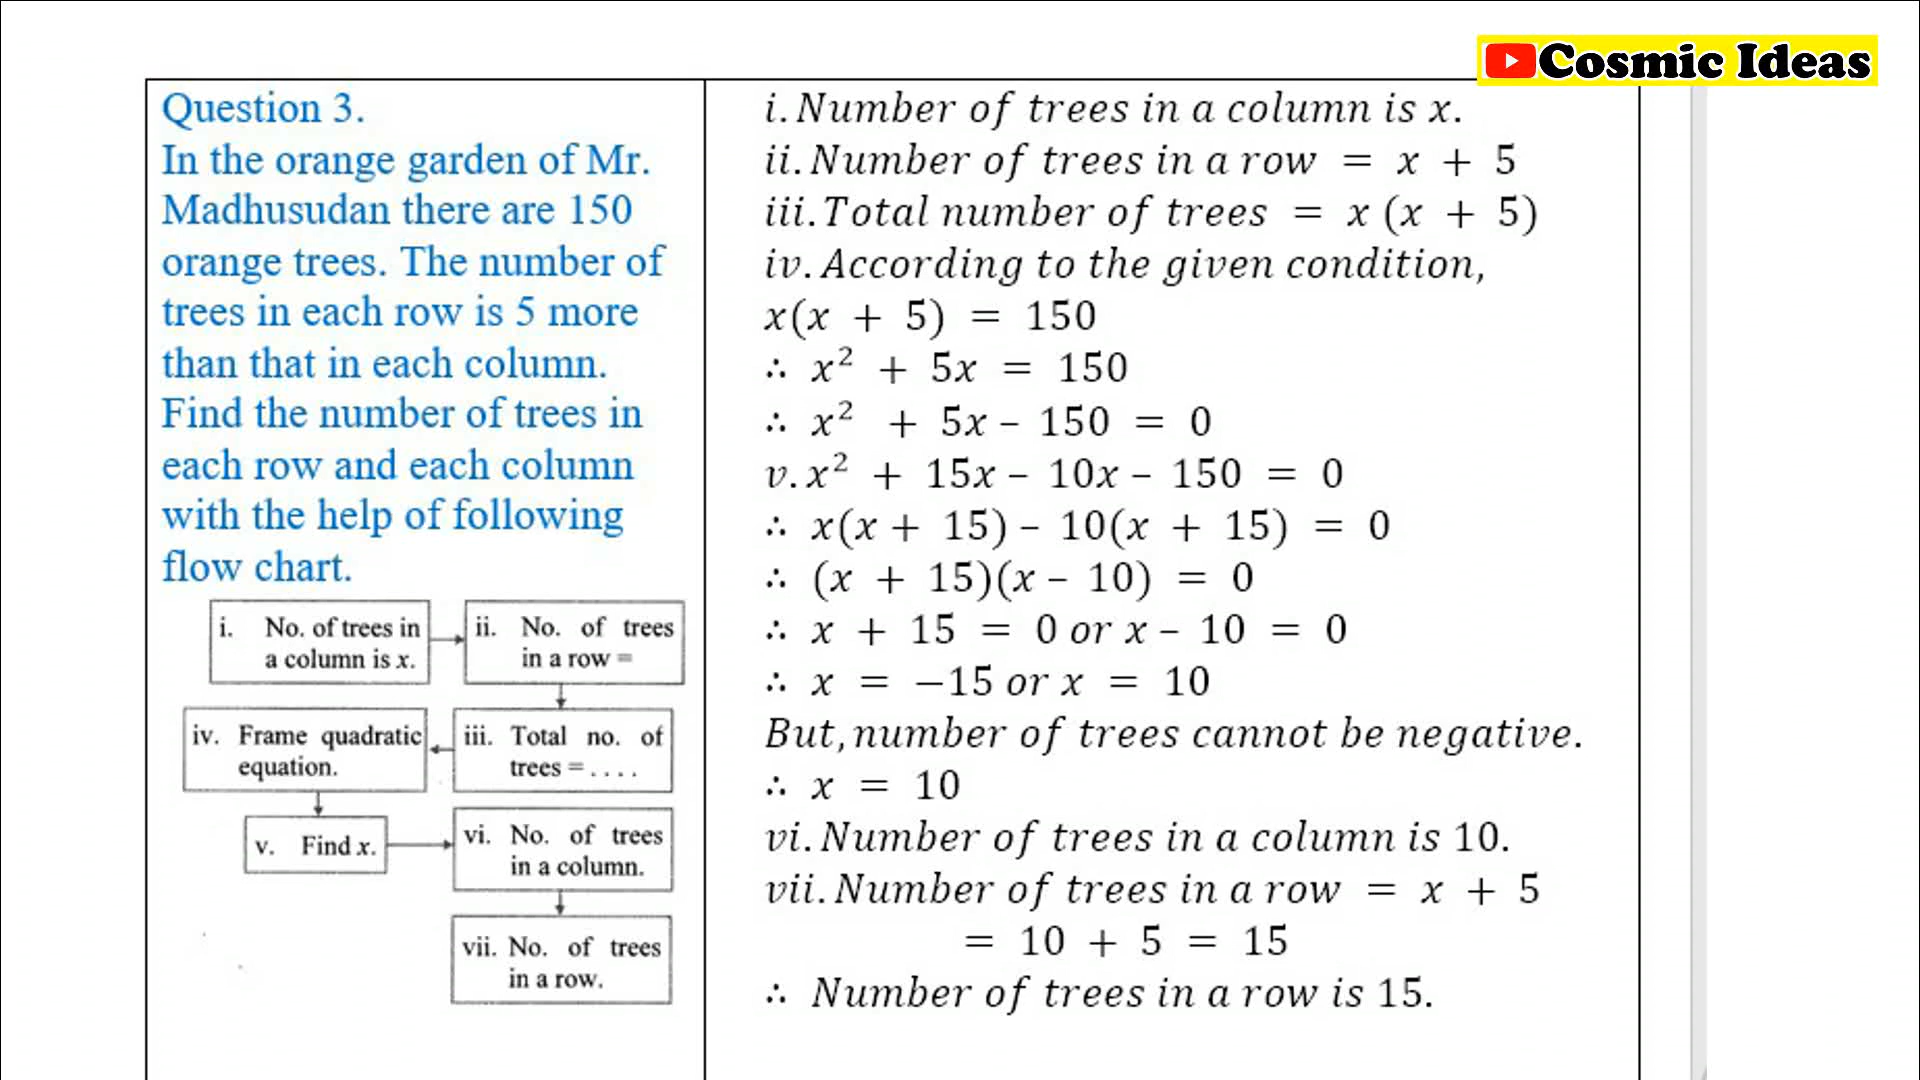 Cosmic Ideas
Question 3.
In the orange garden of Mr.
Madhusudan there are 150
orange trees. The number of
trees in each row is 5 more
than that in each column.
Find the number of trees in
each row and each column
with the help of following
flow chart.
i. No. of trees in
a column is x.
ii. No. of trees
in a row =
iii. Total no. of
trees = . . . .
iv. Frame quadratic
equation.
v. Find x.
vi. No. of trees
in a column.
vii. No. of trees
in a row.
i. Number of trees in a column is x.
ii. Number of trees in a row = x + 5
iii. Total number of trees = x (x + 5)
iv. According to the given condition,
x(x + 5) = 150
∴ x² + 5x = 150
∴ x² + 5x – 150 = 0
v. x² + 15x – 10x – 150 = 0
∴ x(x + 15) – 10(x + 15) = 0
∴ (x + 15)(x – 10) = 0
∴ x + 15 = 0 or x – 10 = 0
∴ x = −15 or x = 10
But, number of trees cannot be negative.
∴ x = 10
vi. Number of trees in a column is 10.
vii. Number of trees in a row = x + 5
= 10 + 5 = 15
∴ Number of trees in a row is 15.